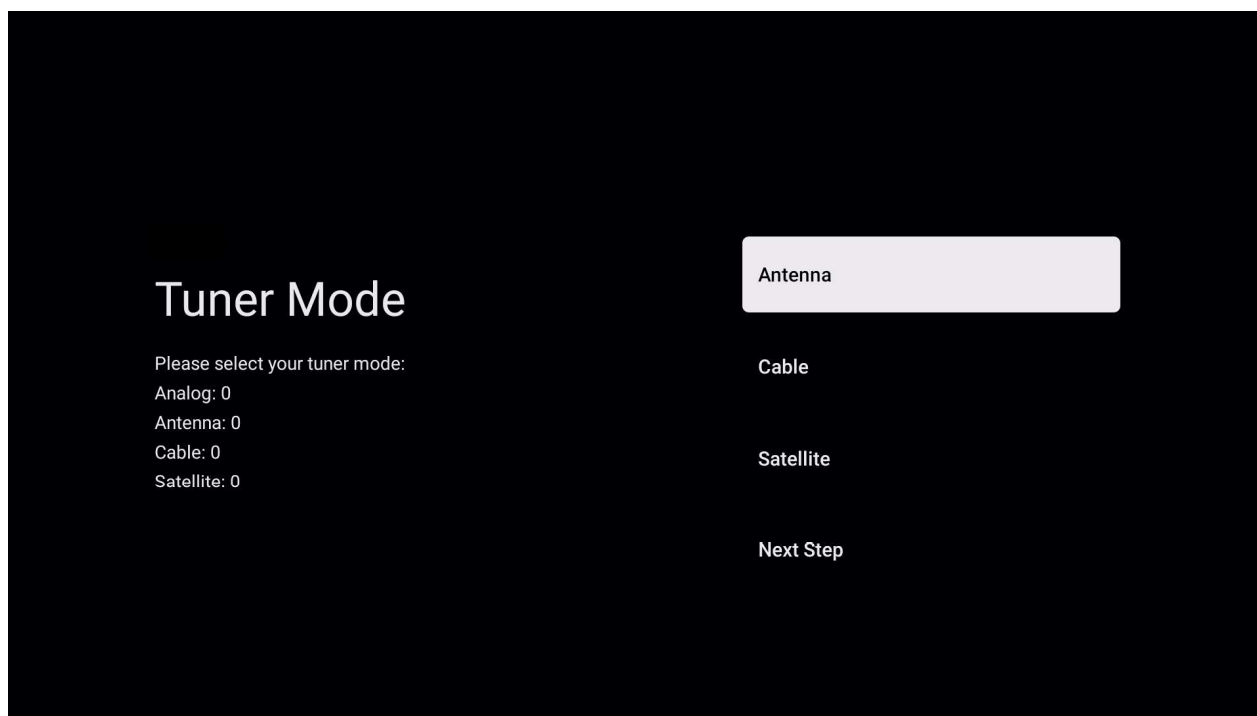 Tuner Mode
Please select your tuner mode:
Analog: 0
Antenna: 0
Cable: 0
Satellite: 0
Antenna
Cable
Satellite
Next Step